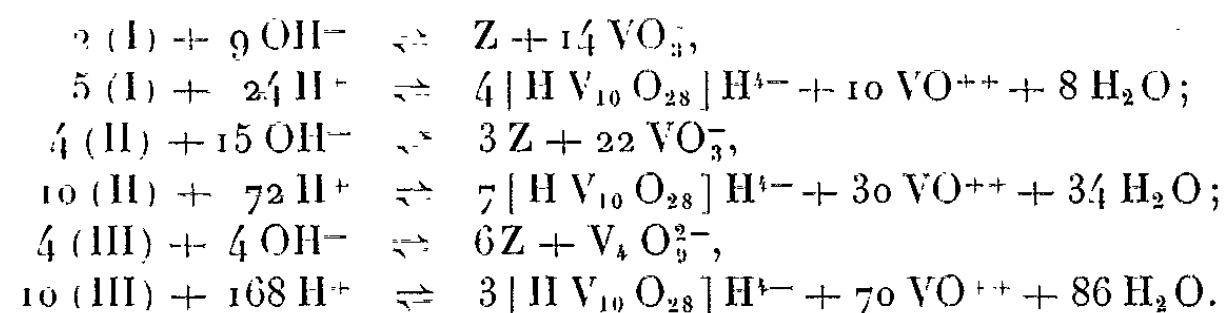 2 (I) + 9 OH⁻ ⇌ Z + 14 VO₃⁻,
5 (I) + 24 H⁺ ⇌ 4 [H V₁₀ O₂₈] H⁴⁻ + 10 VO⁺⁺ + 8 H₂O;
4 (II) + 15 OH⁻ ⇌ 3 Z + 22 VO₃⁻,
10 (II) + 72 H⁺ ⇌ 7 [H V₁₀ O₂₈] H⁴⁻ + 30 VO⁺⁺ + 34 H₂O;
4 (III) + 4 OH⁻ ⇌ 6Z + V₄ O₉²⁻,
10 (III) + 168 H⁺ ⇌ 3 [H V₁₀ O₂₈] H⁴⁻ + 70 VO⁺⁺ + 86 H₂O.